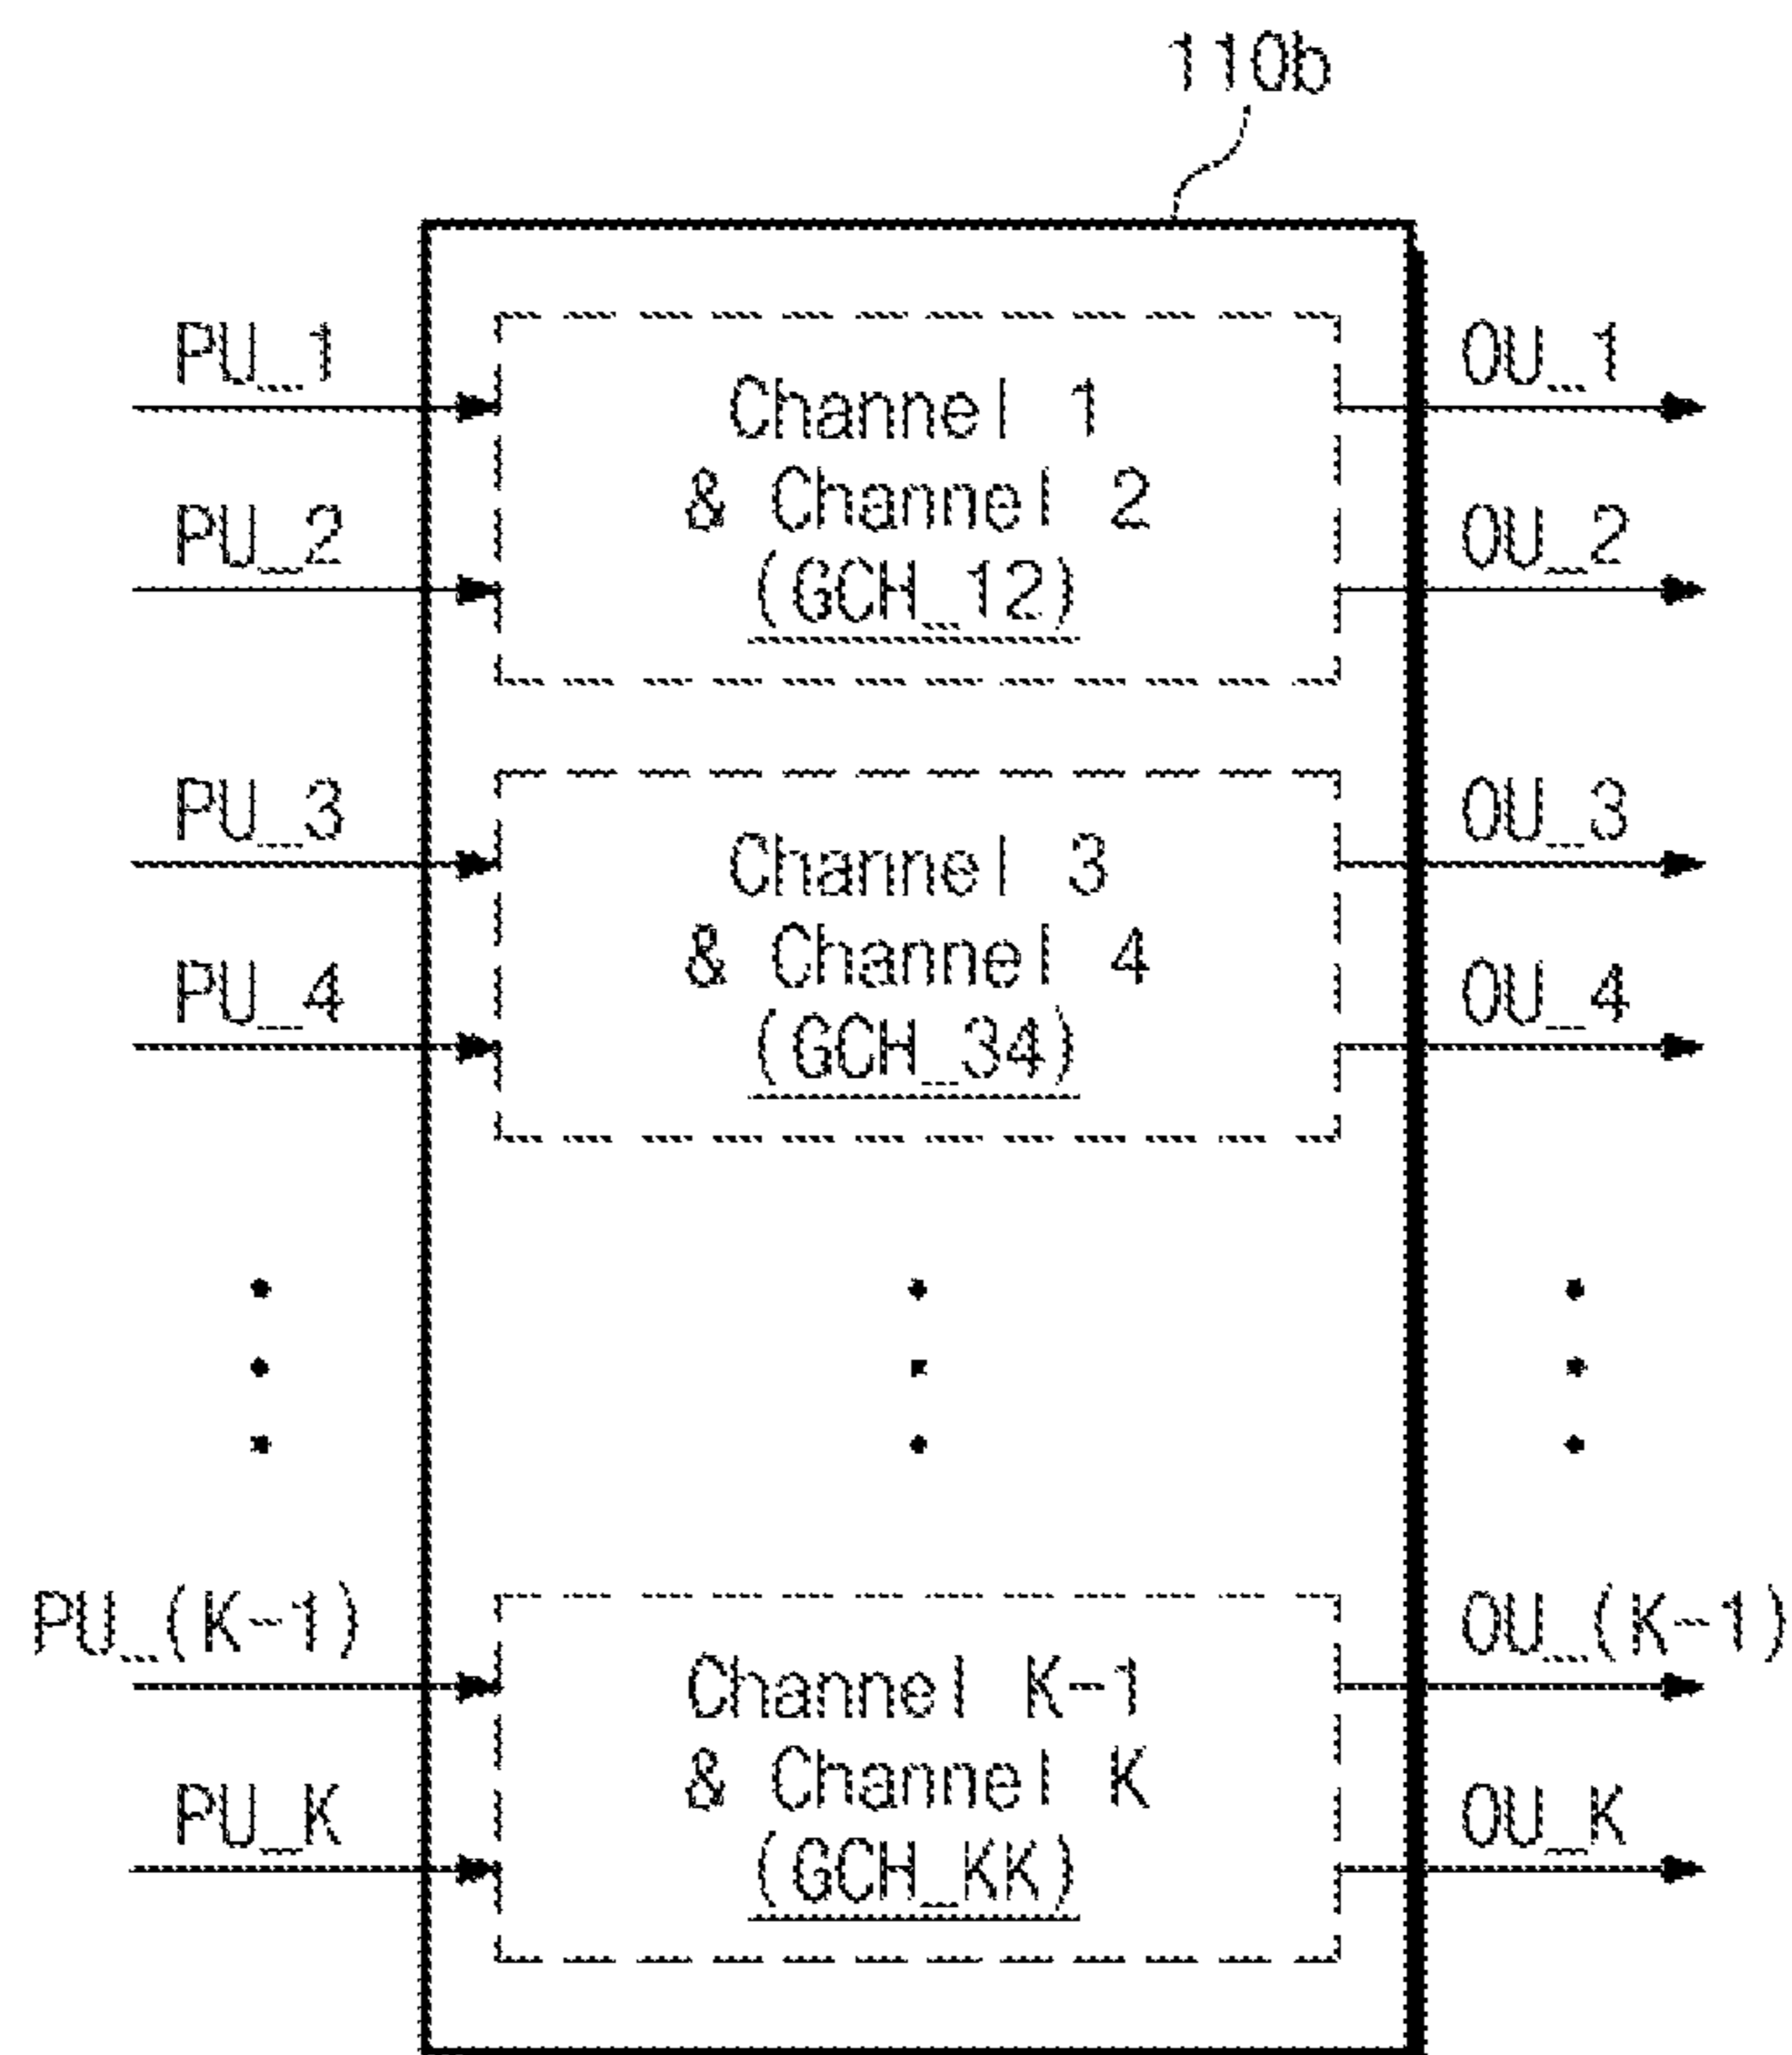 110b
PU_1
Channel 1
OU_1
& Channel 2
PU_2
OU_2
(GCH_12)
PU_3
Channel 3
OU_3
& Channel 4
PU_4
OU_4
(GCH_34)
PU_(K-1)
OU_(K-1)
Channel K-1
& Channel K
PU_K
OU_K
(GCH_KK)